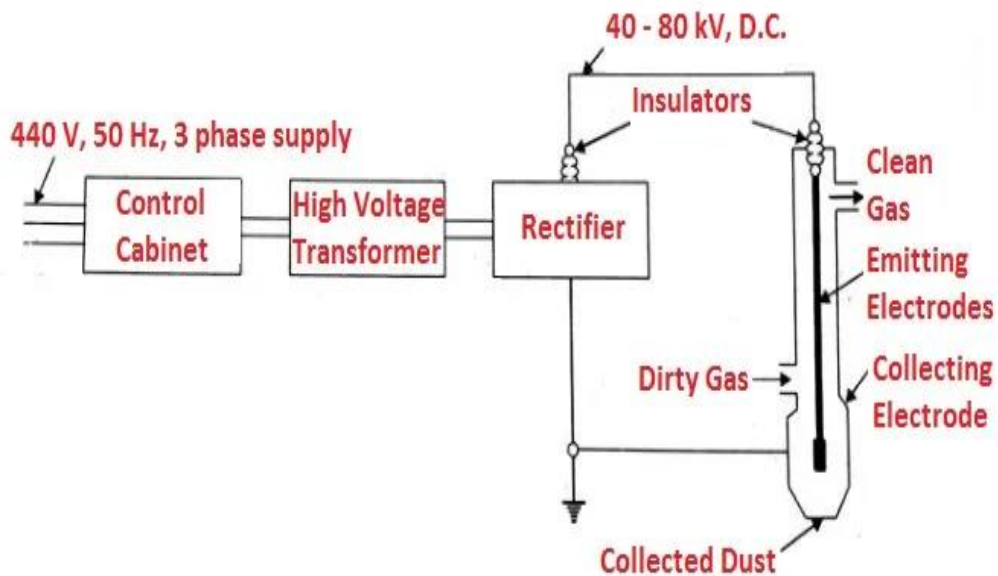 40 - 80 kV, D.C.
Insulators
440 V, 50 Hz, 3 phase supply
Control
Cabinet
High Voltage
Transformer
Rectifier
Clean
Gas
Emitting
Electrodes
Dirty Gas
Collecting
Electrode
Collected Dust